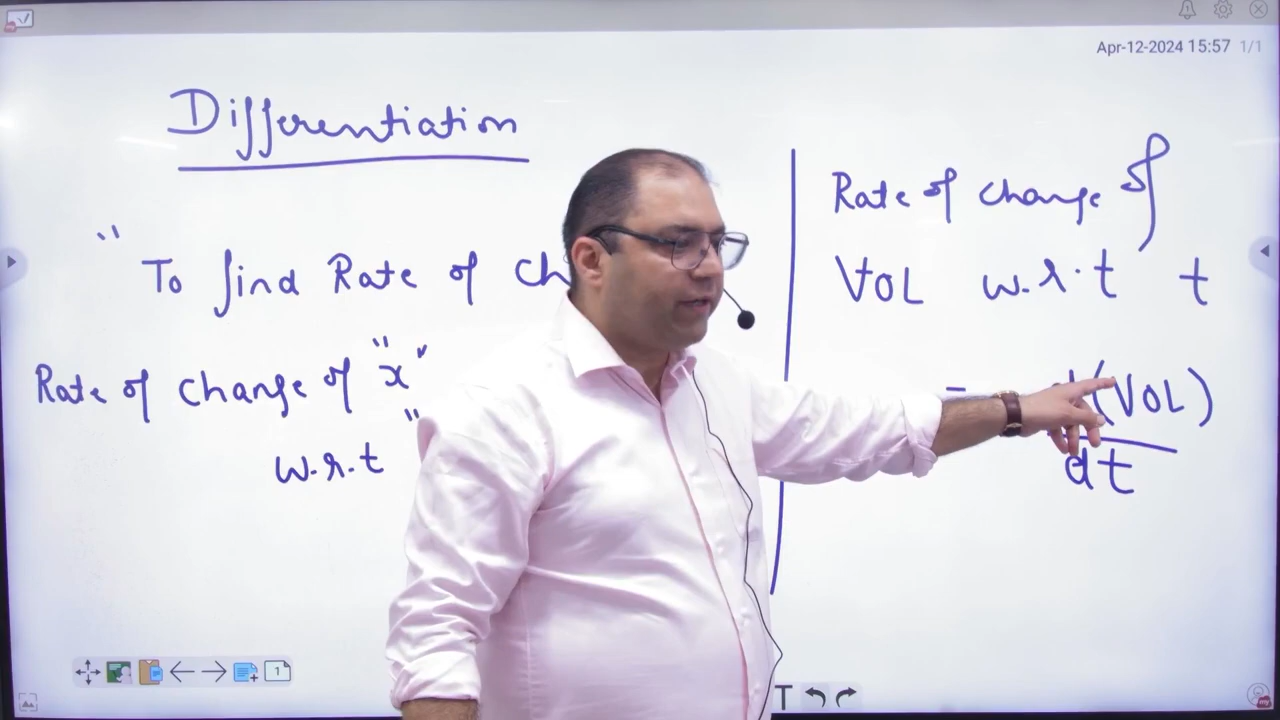 Apr-12-2024 15:57 1/1
Differentiation
" To find Rate of
Rate of change of "x"
w.r.t "
Rate of change of
VOL w.r.t t
= d(VOL)
dt
1
T